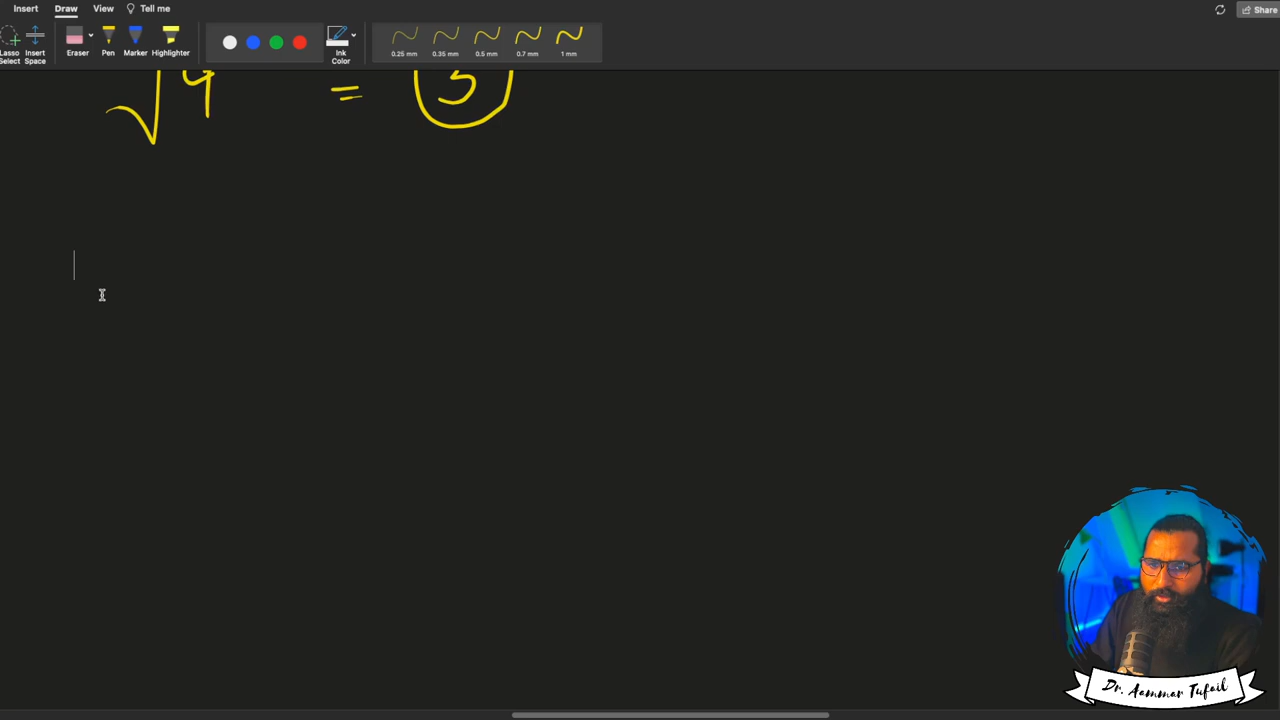 Insert Draw View Tell me Share
Lasso Select Insert Space Eraser Pen Marker Highlighter Ink Color 0.25 mm 0.35 mm 0.5 mm 0.7 mm 1 mm
√9 = 3
Dr. Aammar Tufail